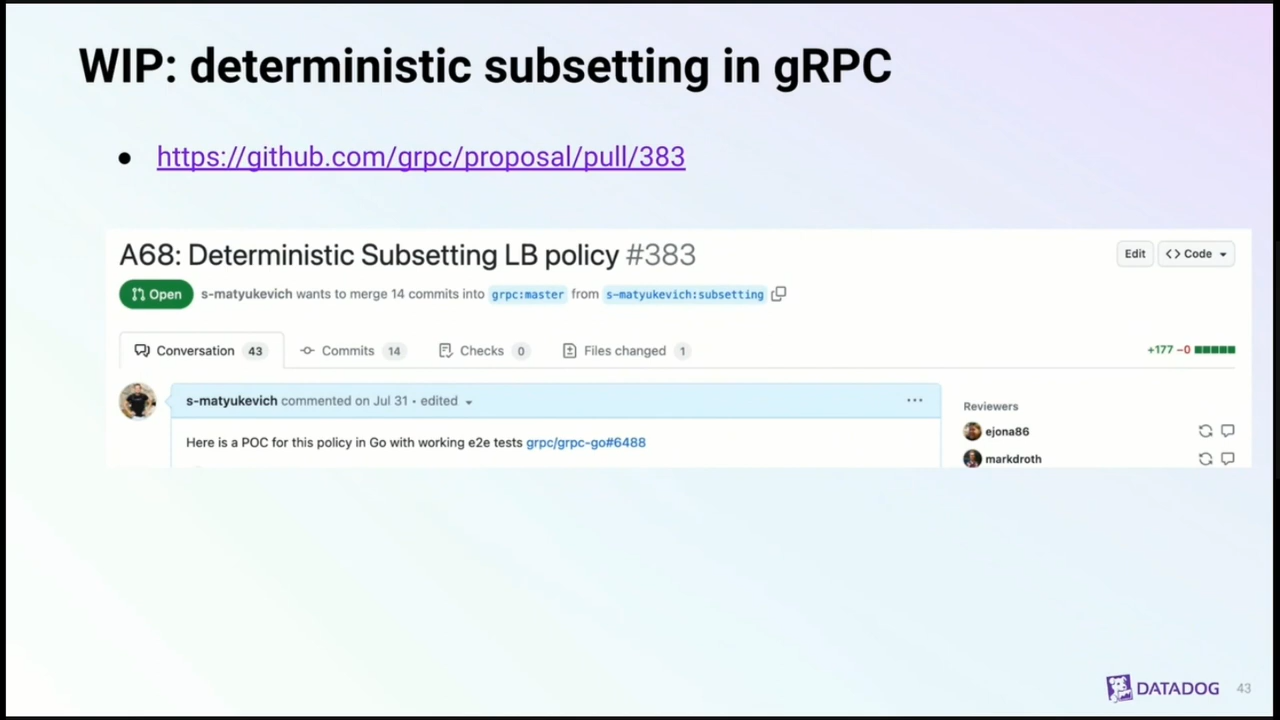 WIP: deterministic subsetting in gRPC
● https://github.com/grpc/proposal/pull/383
A68: Deterministic Subsetting LB policy #383
Edit
<> Code
Open
s-matyukevich wants to merge 14 commits into grpc:master from s-matyukevich:subsetting
Conversation 43
Commits 14
Checks 0
Files changed 1
+177 −0
s-matyukevich commented on Jul 31 • edited
...
Reviewers
Here is a POC for this policy in Go with working e2e tests grpc/grpc-go#6488
ejona86
markdroth
DATADOG
43